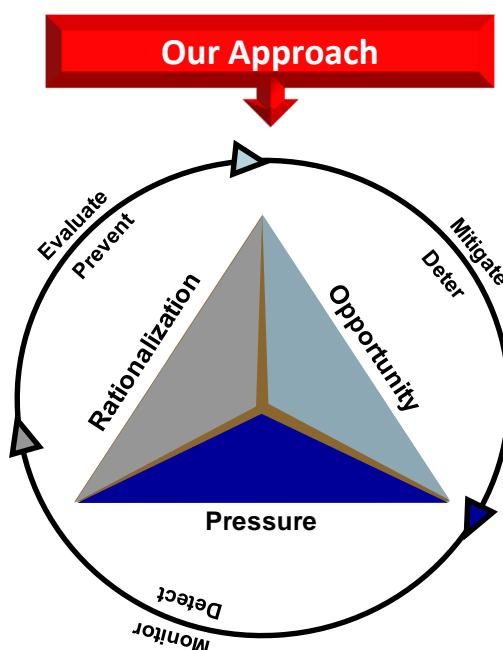 Our Approach
Evaluate
Prevent
Mitigate
Deter
Rationalization
Opportunity
Pressure
Detect
Monitor